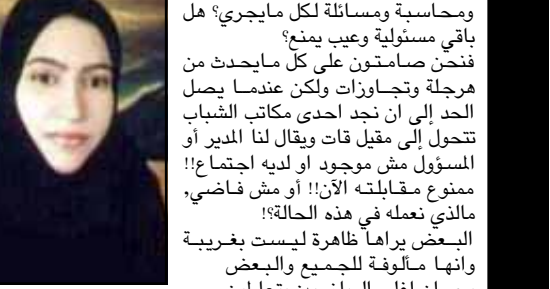 ومحاسبة ومسائلة لكل مايجري؟ هل
باقي مسئولية وعيب يمنع؟
فنحن صامتون على كل مايحدث من
هرجلة وتجاوزات ولكن عندما يصل
الحد إلى ان نجد احدى مكاتب الشباب
تتحول إلى مقيل قات ويقال لنا المدير أو
المسؤول مش موجود او لديه اجتماع!!
ممنوع مقابلته الآن!! أو مش فاضي,
مالذي نعمله في هذه الحالة؟!
البعض يراها ظاهرة ليست بغريبة
وانها مألوفة للجميع والبعض